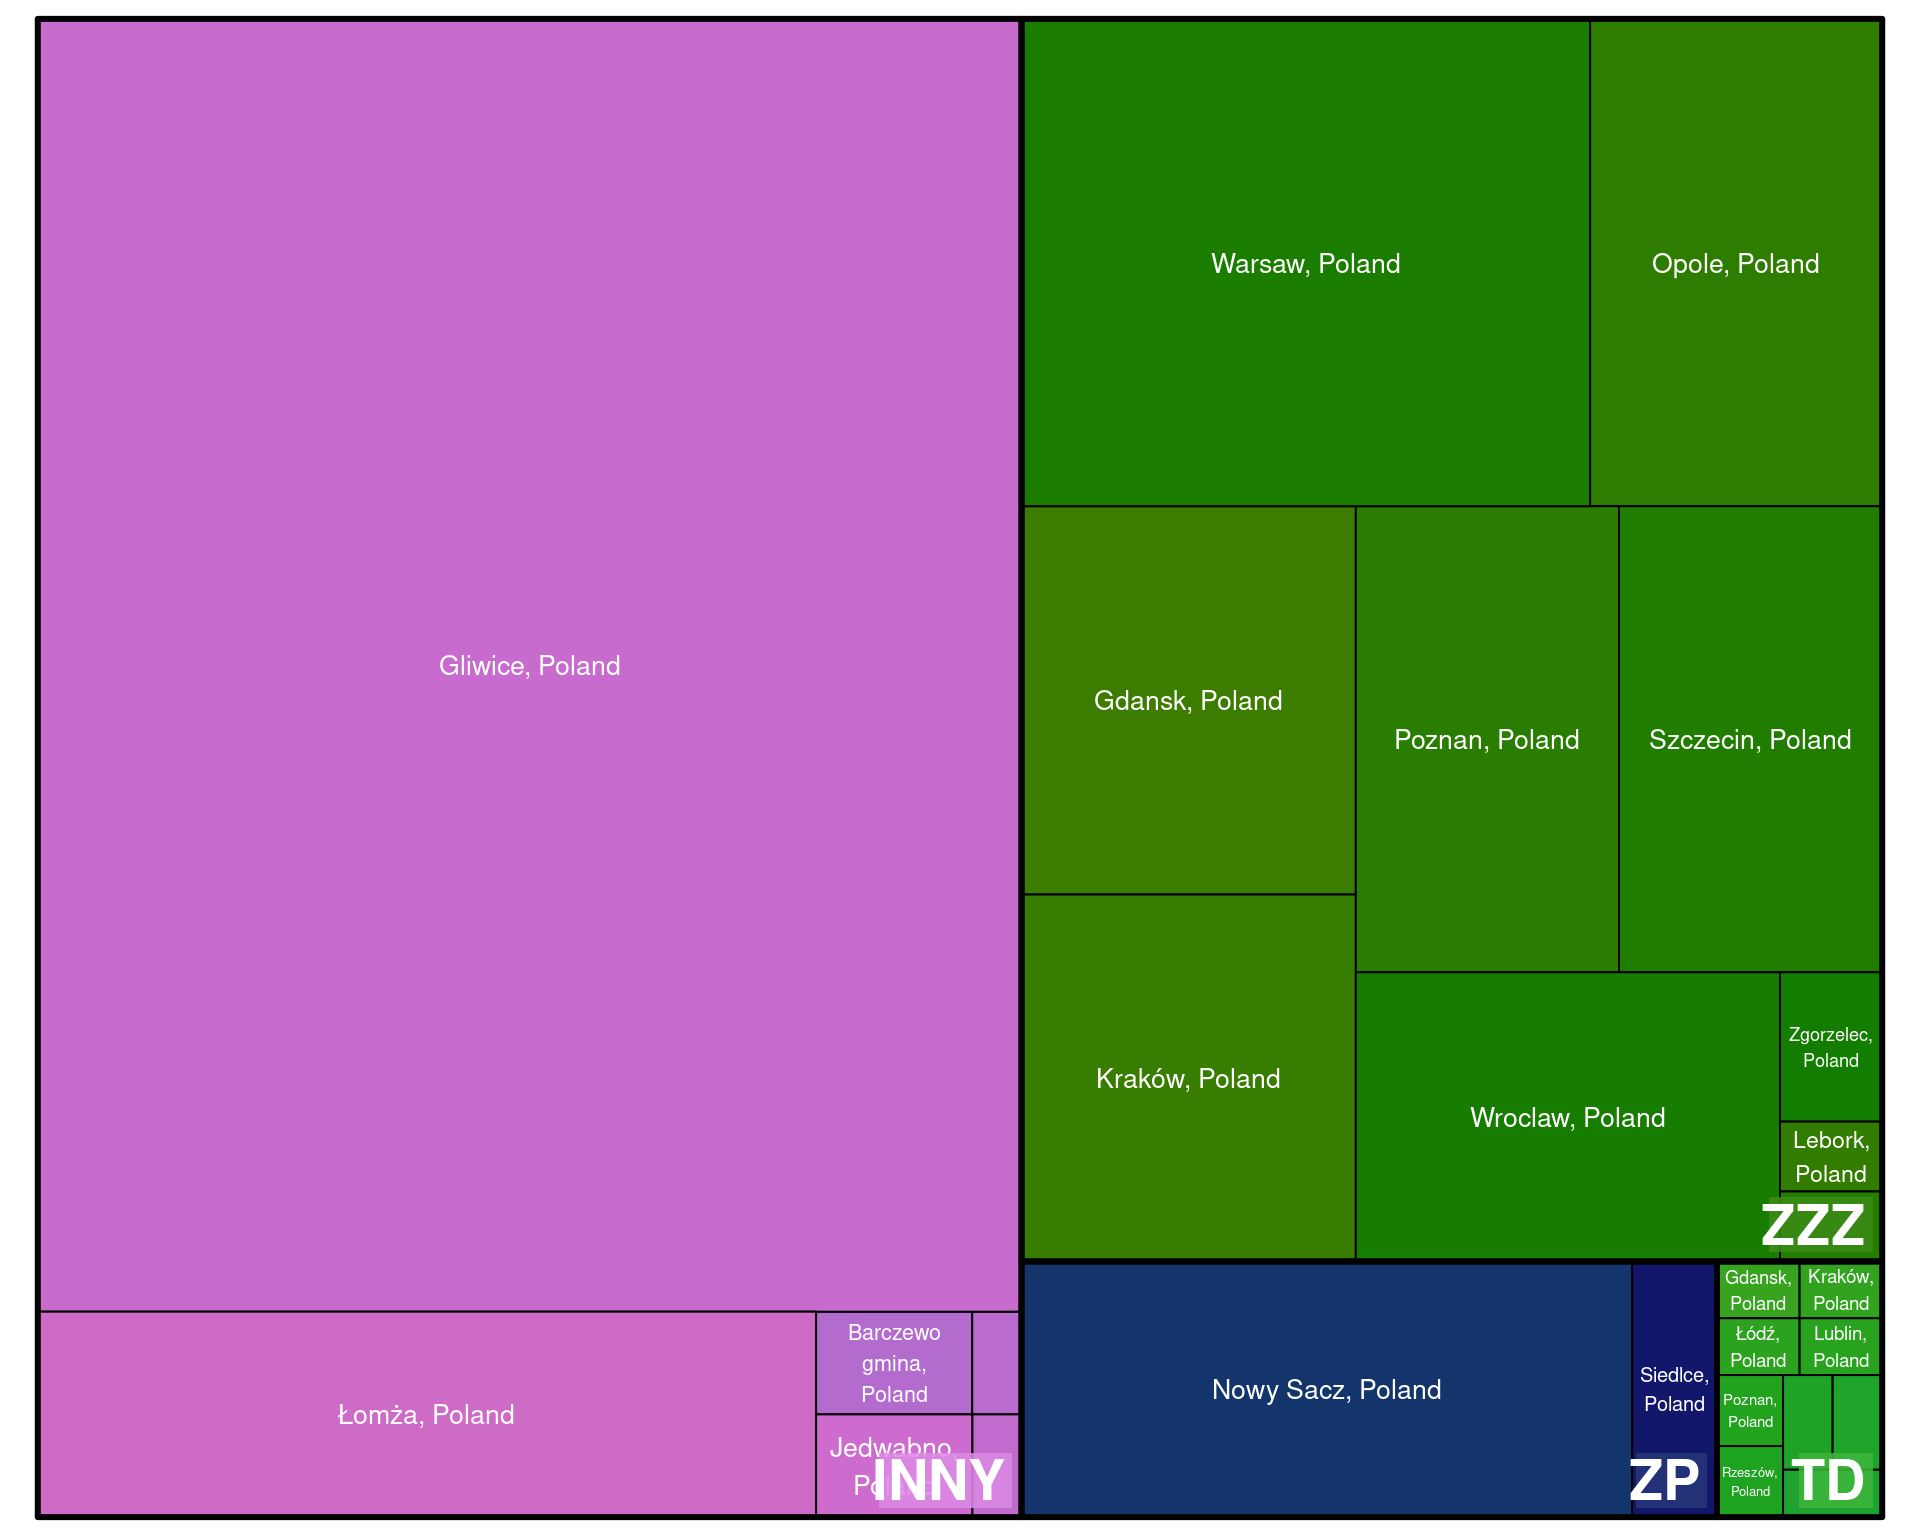 Gliwice, Poland
Łomża, Poland
Barczewo
gmina,
Poland
Jedwabno,
INNY
Warsaw, Poland
Opole, Poland
Gdansk, Poland
Poznan, Poland
Szczecin, Poland
Kraków, Poland
Wroclaw, Poland
Zgorzelec,
Poland
Lebork,
Poland
ZZZ
Nowy Sacz, Poland
Siedlce,
Poland
ZP
Gdansk,
Poland
Kraków,
Poland
Łódź,
Poland
Lublin,
Poland
Poznan,
Poland
Rzeszów,
Poland
TD